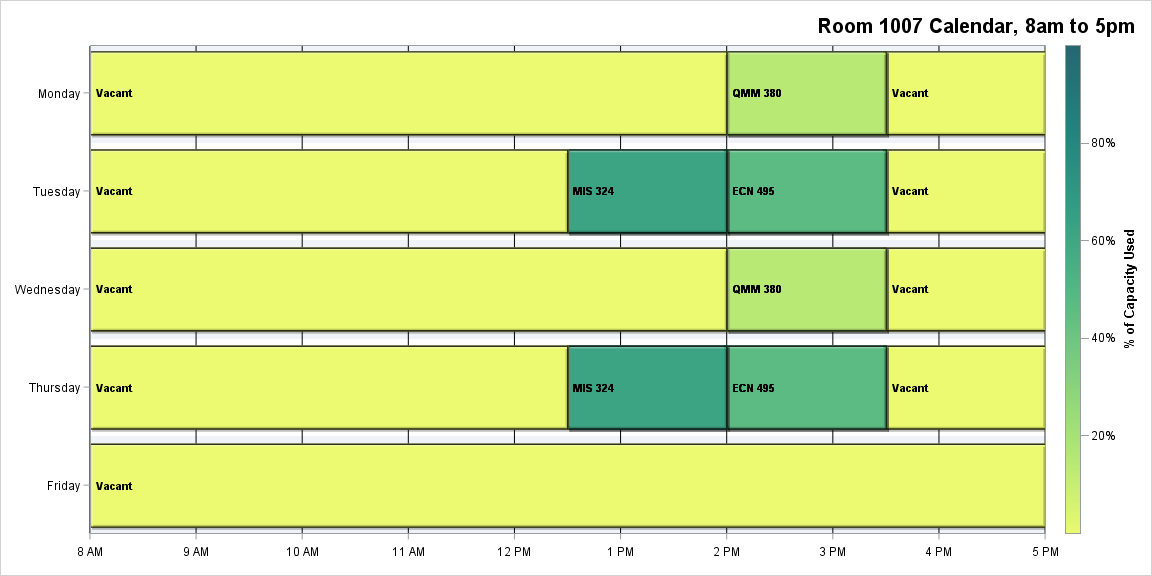 Room 1007 Calendar, 8am to 5pm
Monday Vacant QMM 380 Vacant
Tuesday Vacant MIS 324 ECN 495 Vacant
Wednesday Vacant QMM 380 Vacant
Thursday Vacant MIS 324 ECN 495 Vacant
Friday Vacant
8 AM 9 AM 10 AM 11 AM 12 PM 1 PM 2 PM 3 PM 4 PM 5 PM
80%
60%
40%
20%
% of Capacity Used